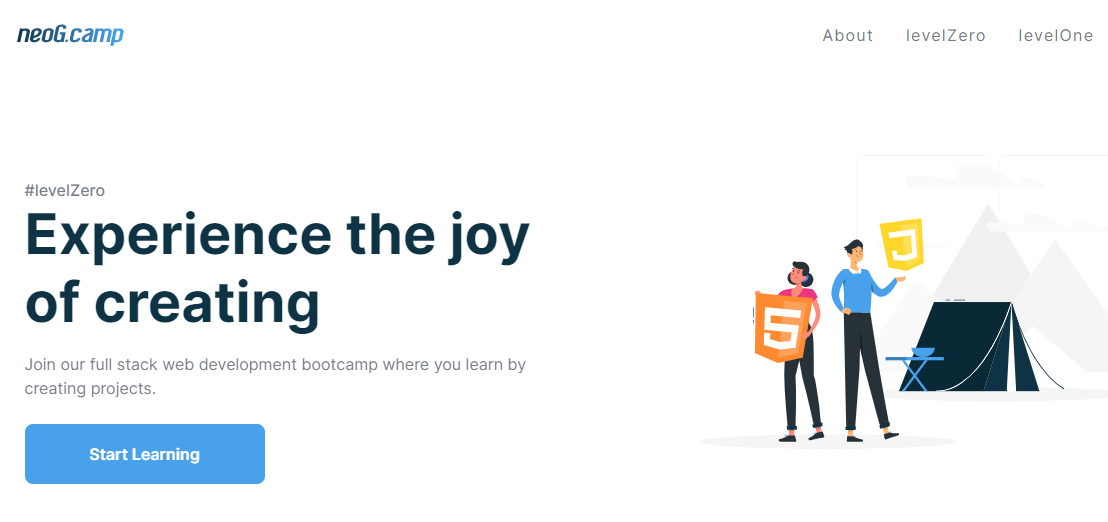 neoG.camp
About levelZero levelOne
#levelZero
Experience the joy
of creating
Join our full stack web development bootcamp where you learn by
creating projects.
Start Learning
J
5